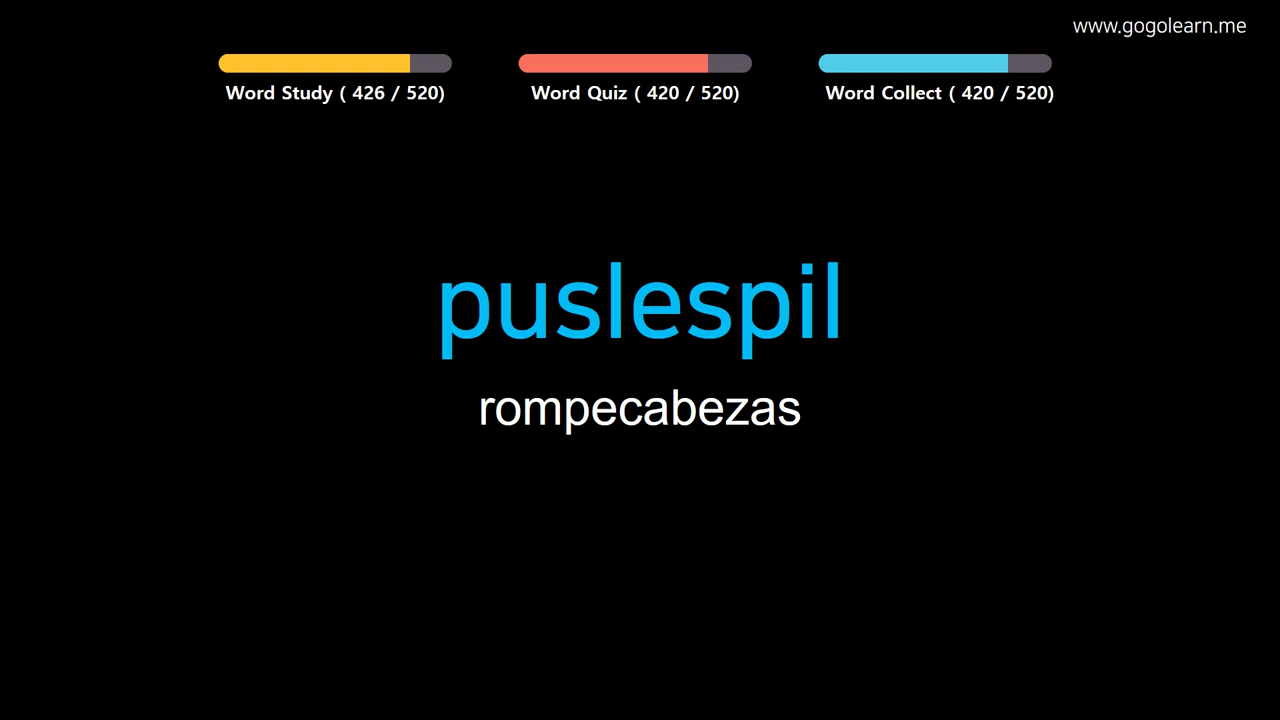 www.gogolearn.me
Word Study ( 426 / 520)
Word Quiz ( 420 / 520)
Word Collect ( 420 / 520)
puslespil
rompecabezas